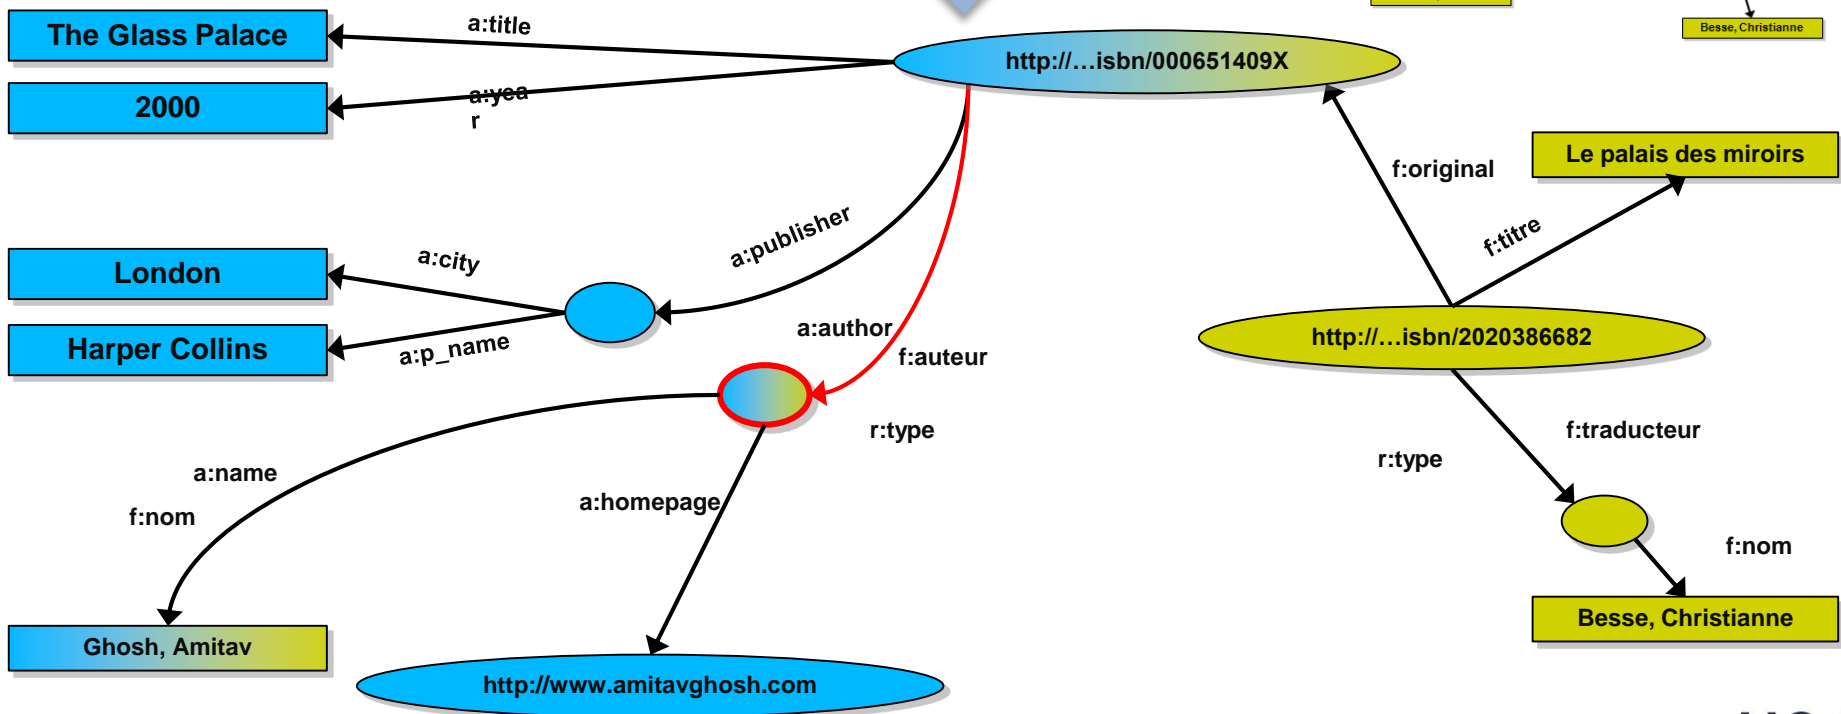 Besse, Christianne
The Glass Palace
a:title
http://…isbn/000651409X
2000
a:yea
r
Le palais des miroirs
f:original
f:titre
a:publisher
London
a:city
Harper Collins
a:p_name
a:author
f:auteur
http://…isbn/2020386682
r:type
f:traducteur
r:type
a:name
a:homepage
f:nom
f:nom
Ghosh, Amitav
Besse, Christianne
http://www.amitavghosh.com